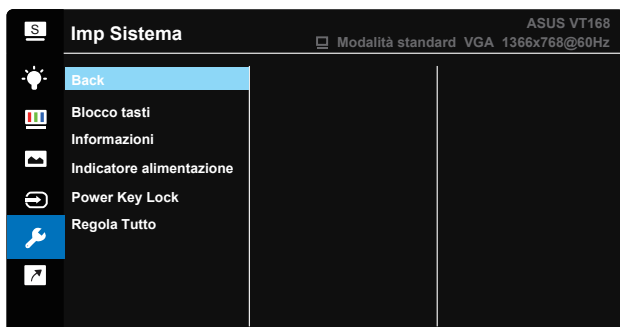 S
Imp Sistema
ASUS VT168
Modalità standard VGA 1366x768@60Hz
Back
Blocco tasti
Informazioni
Indicatore alimentazione
Power Key Lock
Regola Tutto